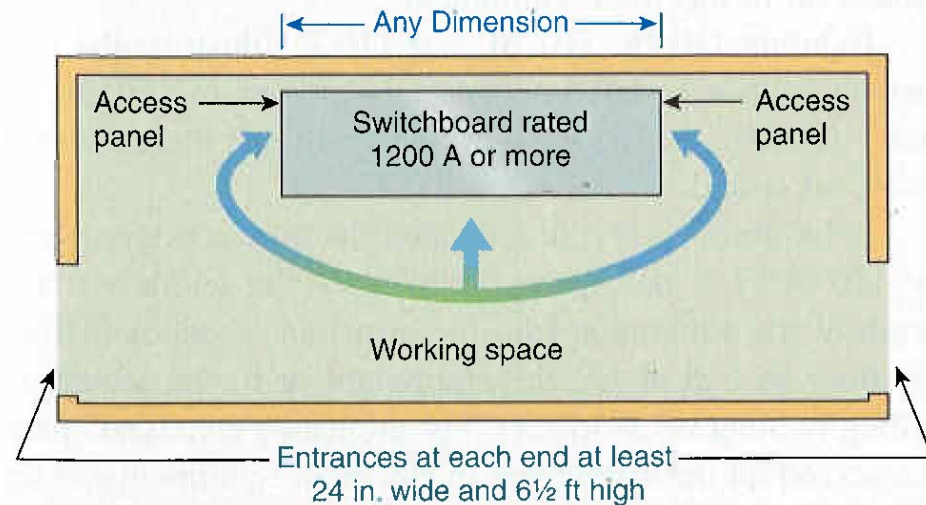 Any Dimension
Access
panel
Switchboard rated
1200 A or more
Access
panel
Working space
Entrances at each end at least
24 in. wide and 6½ ft high